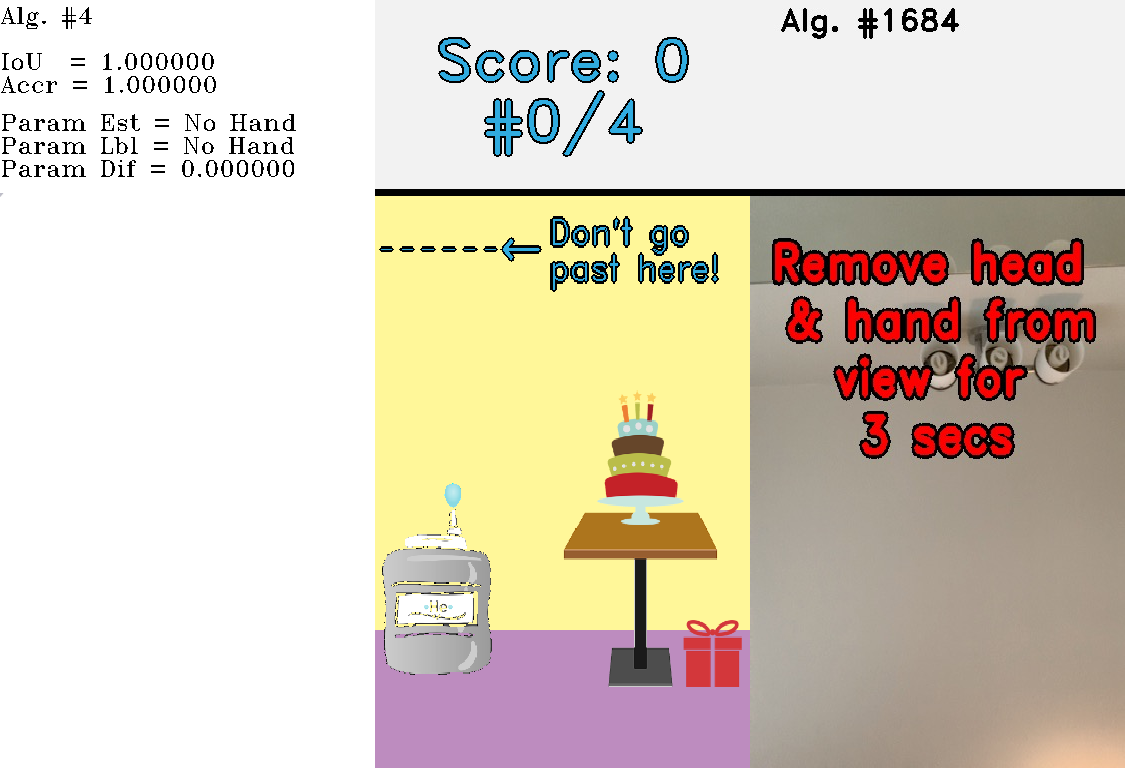 Alg. #4
IoU = 1.000000
Accr = 1.000000
Param Est = No Hand
Param Lbl = No Hand
Param Dif = 0.000000
Score: 0
#0/4
Alg. #1684
Don't go
past here!
Remove head
& hand from
view for
3 secs